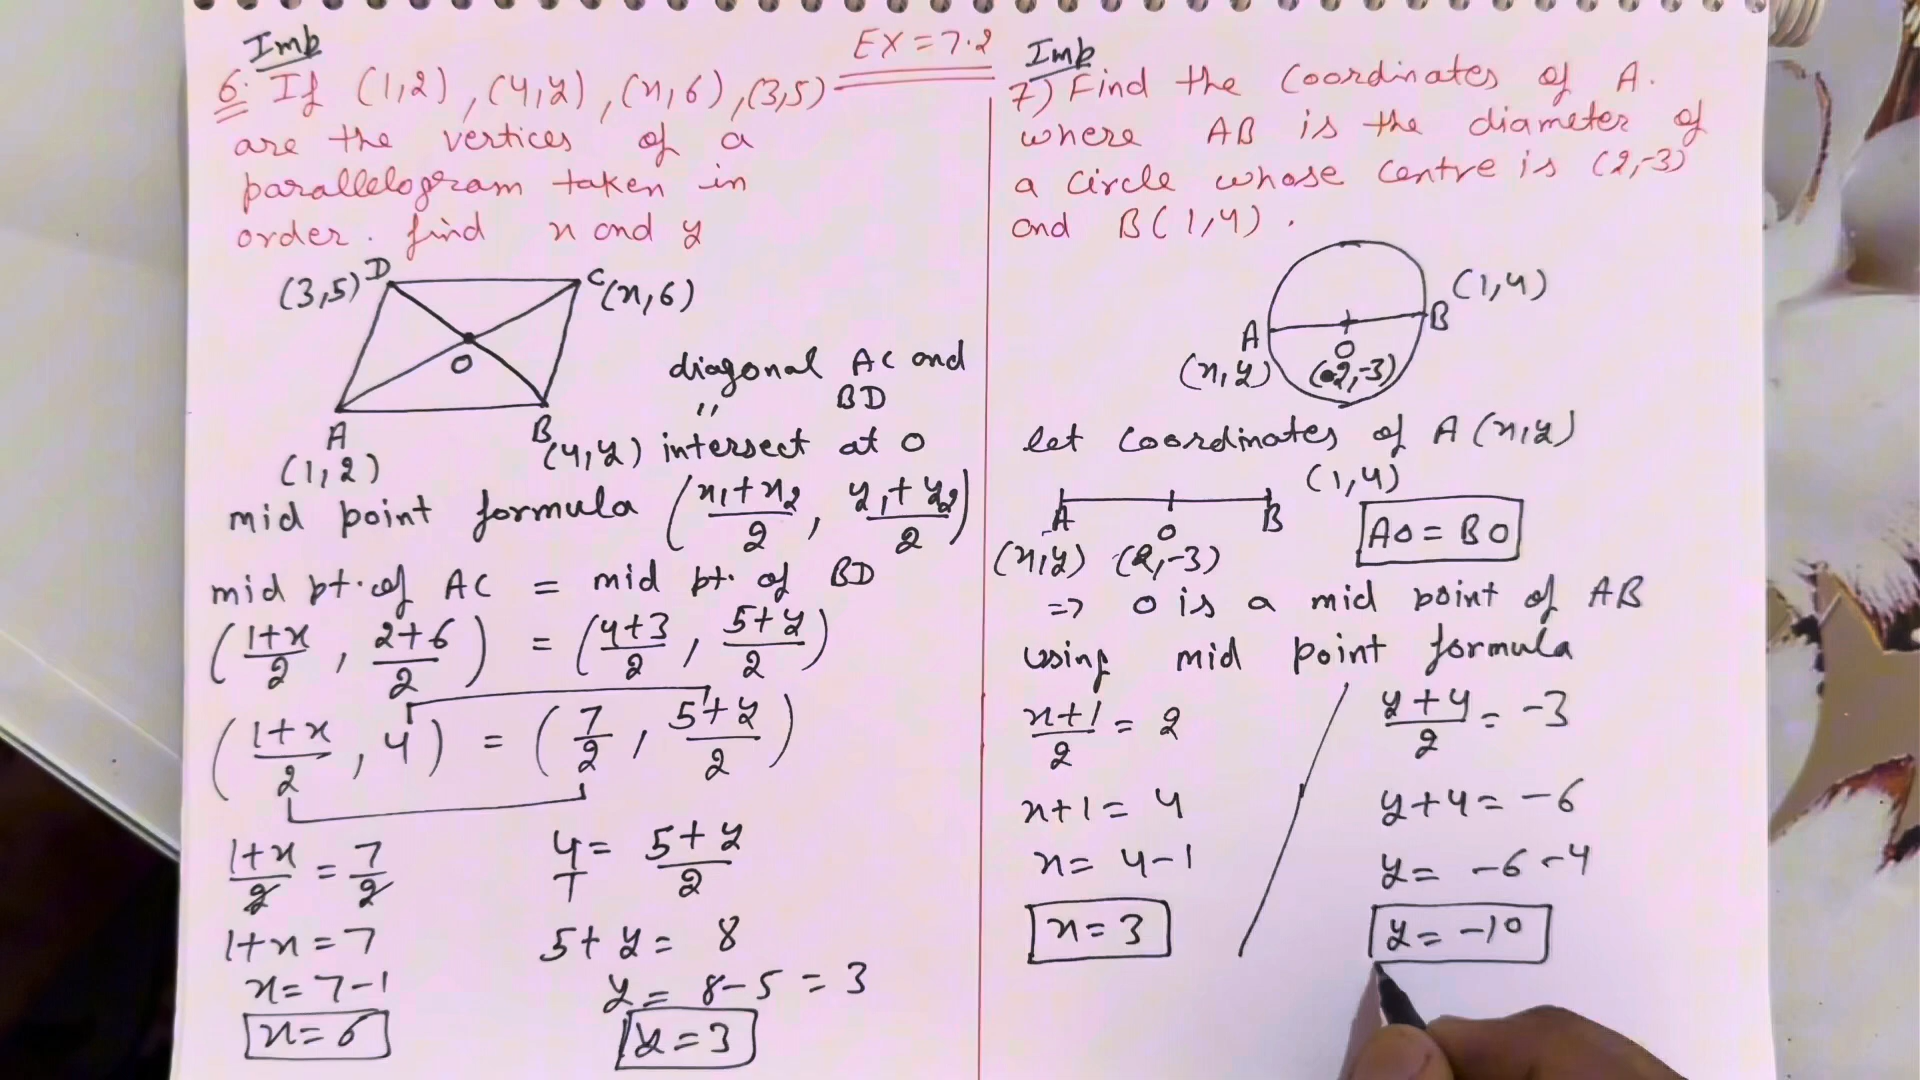 Imp
EX = 7.2
6. If (1,2), (4,y), (x,6), (3,5)
are the vertices of a
parallelogram taken in
order. find x and y
(3,5) D
C (x,6)
O
diagonal AC and
" BD
A
B
(1,2)
(4,y) intersect at O
mid point formula (x₁+x₂/2, y₁+y₂/2)
mid pt. of AC = mid pt. of BD
(1+x/2, 2+6/2) = (4+3/2, 5+y/2)
(1+x/2, 4) = (7/2, 5+y/2)
1+x/2 = 7/2
4/1 = 5+y/2
1+x = 7
5+y = 8
x = 7-1
y = 8-5 = 3
x = 6
y = 3
Imp
7) Find the coordinates of A.
where AB is the diameter of
a circle whose centre is (2,-3)
and B(1,4).
(1,4)
A
B
O
(x,y)
(2,-3)
let coordinates of A(x,y)
(1,4)
A O B
AO = BO
(x,y) (2,-3)
=> O is a mid point of AB
using mid point formula
x+1/2 = 2
y+4/2 = -3
x+1 = 4
y+4 = -6
x = 4-1
y = -6-4
x = 3
y = -10